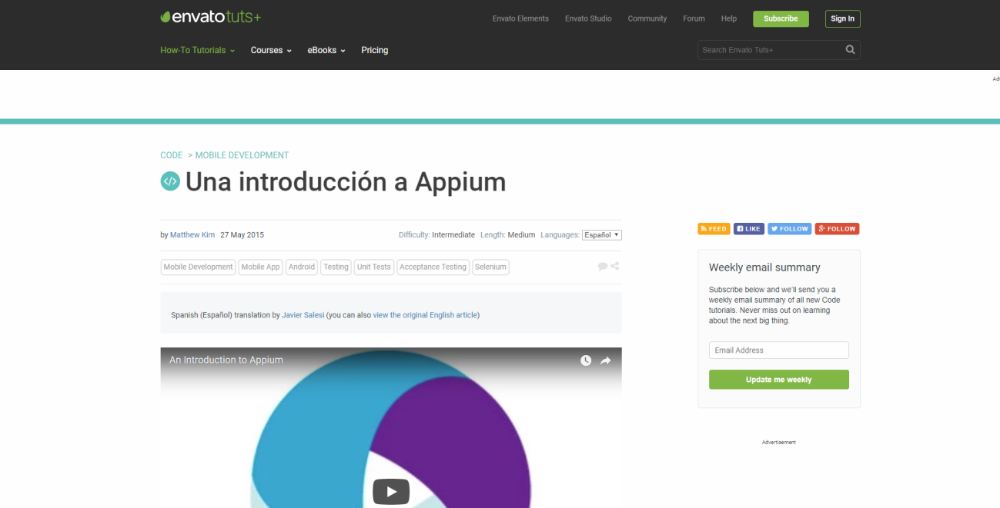 envatotuts+
Envato Elements Envato Studio Community Forum Help Subscribe Sign In
How-To Tutorials Courses eBooks Pricing
Search Envato Tuts+
Ad
CODE > MOBILE DEVELOPMENT
</> Una introducción a Appium
by Matthew Kim 27 May 2015 Difficulty: Intermediate Length: Medium Languages: Español
Mobile Development Mobile App Android Testing Unit Tests Acceptance Testing Selenium
Spanish (Español) translation by Javier Salesi (you can also view the original English article)
An Introduction to Appium
FEED LIKE FOLLOW FOLLOW
Weekly email summary
Subscribe below and we'll send you a
weekly email summary of all new Code
tutorials. Never miss out on learning
about the next big thing.
Email Address
Update me weekly
Advertisement